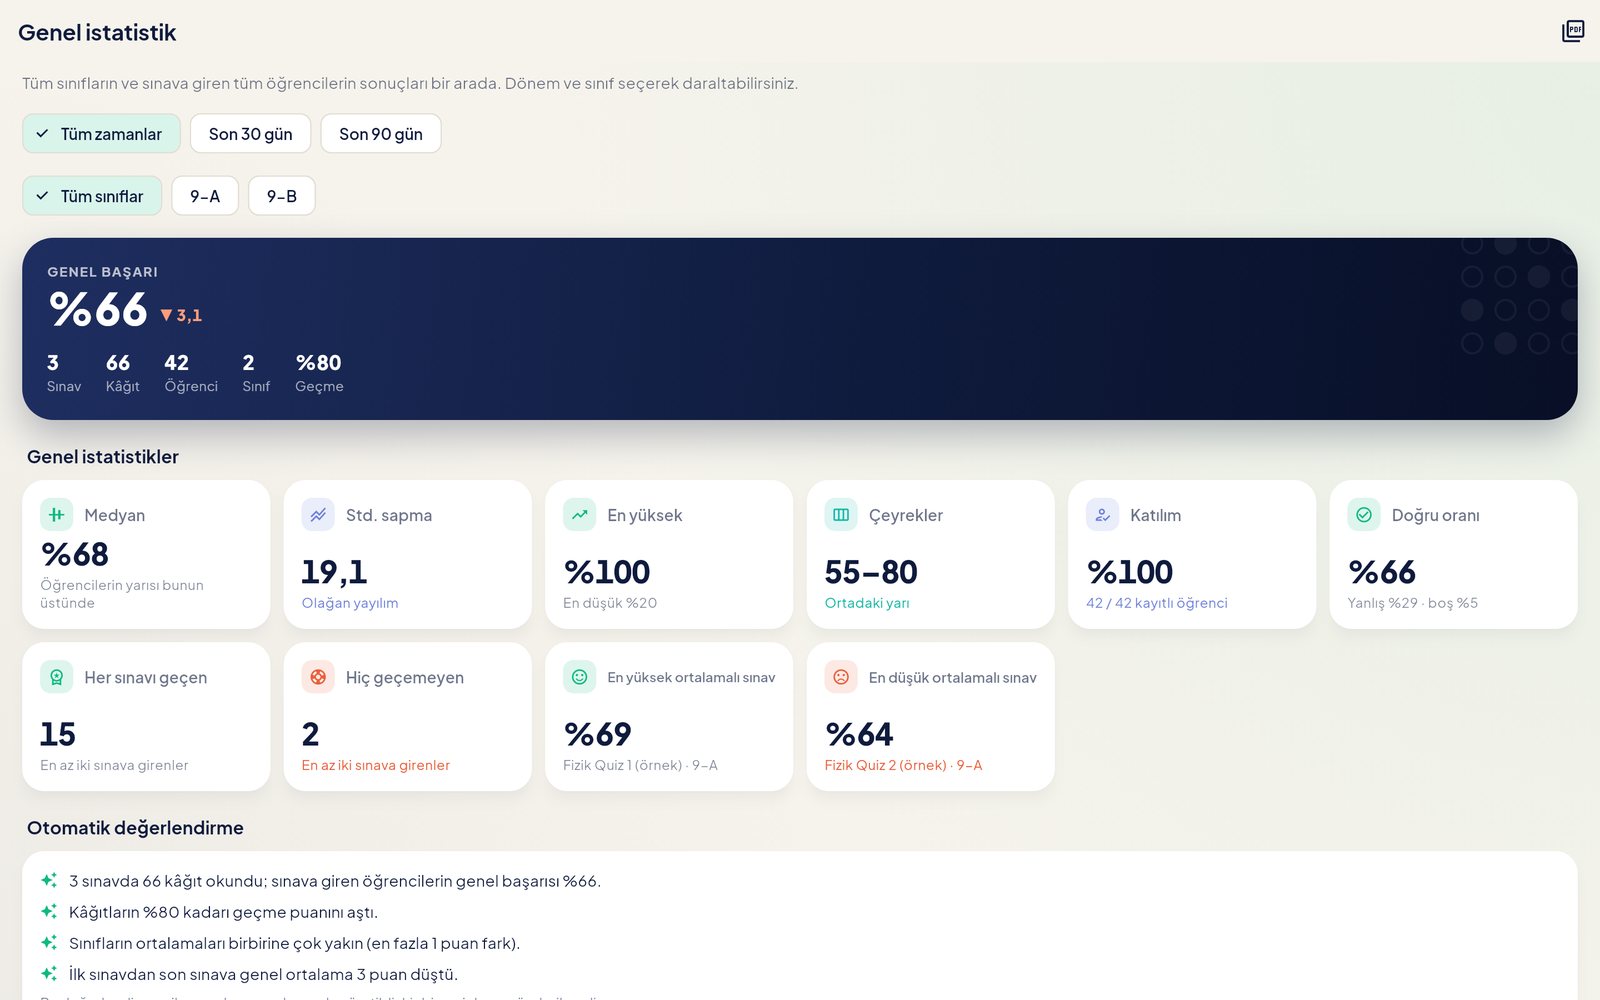 Genel istatistik
PDF
Tüm sınıfların ve sınava giren tüm öğrencilerin sonuçları bir arada. Dönem ve sınıf seçerek daraltabilirsiniz.
Tüm zamanlar
Son 30 gün
Son 90 gün
Tüm sınıflar
9-A
9-B
GENEL BAŞARI
%66 ▼ 3,1
3
Sınav
66
Kâğıt
42
Öğrenci
2
Sınıf
%80
Geçme
Genel istatistikler
Medyan
%68
Öğrencilerin yarısı bunun
üstünde
Std. sapma
19,1
Olağan yayılım
En yüksek
%100
En düşük %20
Çeyrekler
55–80
Ortadaki yarı
Katılım
%100
42 / 42 kayıtlı öğrenci
Doğru oranı
%66
Yanlış %29 · boş %5
Her sınavı geçen
15
En az iki sınava girenler
Hiç geçemeyen
2
En az iki sınava girenler
En yüksek ortalamalı sınav
%69
Fizik Quiz 1 (örnek) · 9-A
En düşük ortalamalı sınav
%64
Fizik Quiz 2 (örnek) · 9-A
Otomatik değerlendirme
3 sınavda 66 kâğıt okundu; sınava giren öğrencilerin genel başarısı %66.
Kâğıtların %80 kadarı geçme puanını aştı.
Sınıfların ortalamaları birbirine çok yakın (en fazla 1 puan fark).
İlk sınavdan son sınava genel ortalama 3 puan düştü.